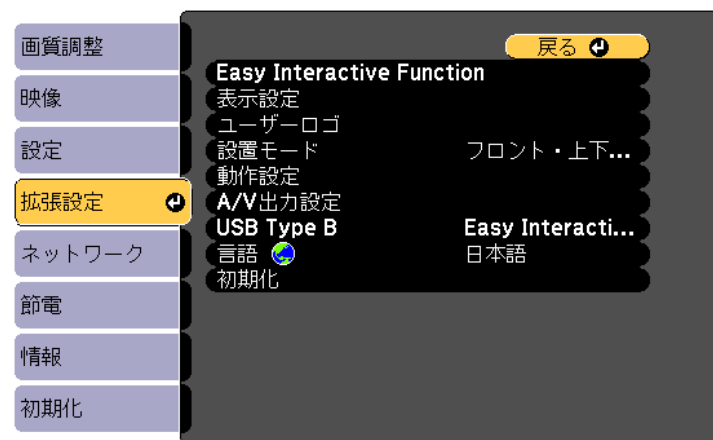 画質調整
映像
設定
拡張設定
ネットワーク
節電
情報
初期化
戻る
Easy Interactive Function
表示設定
ユーザーロゴ
設置モード フロント・上下...
動作設定
A/V出力設定
USB Type B Easy Interacti...
言語 日本語
初期化